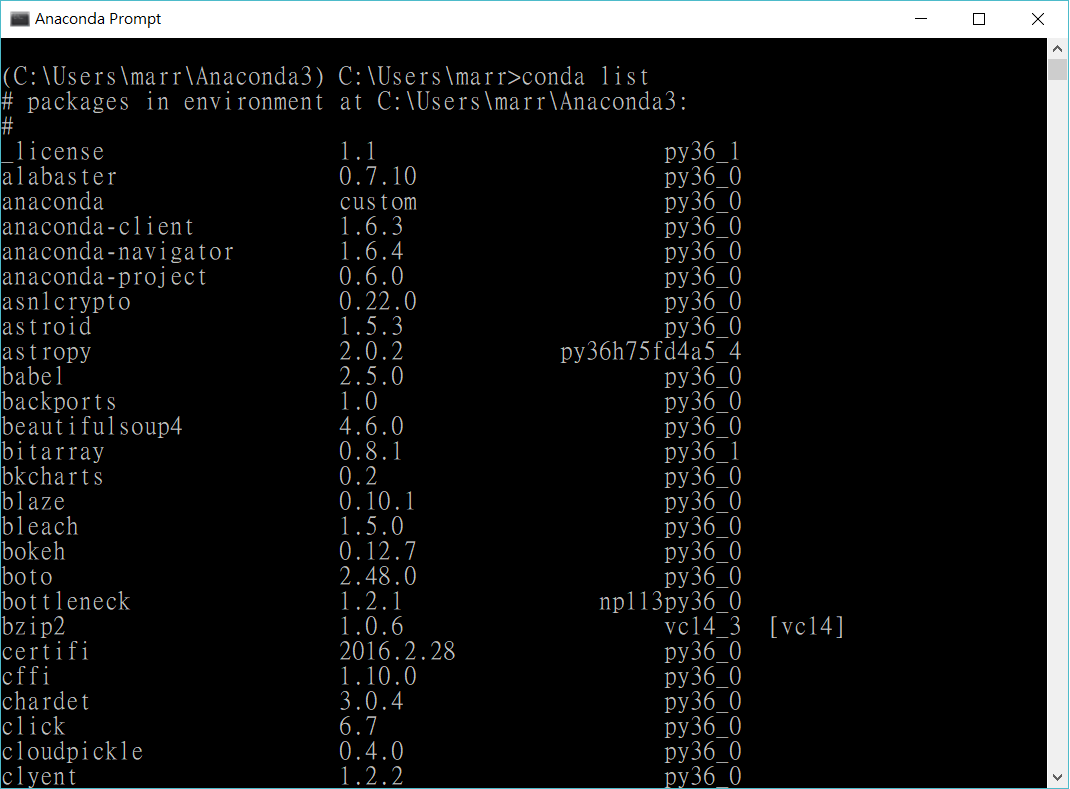 Anaconda Prompt
(C:\Users\marr\Anaconda3) C:\Users\marr>conda list
# packages in environment at C:\Users\marr\Anaconda3:
#
_license                  1.1                      py36_1
alabaster                 0.7.10                   py36_0
anaconda                  custom                   py36_0
anaconda-client           1.6.3                    py36_0
anaconda-navigator        1.6.4                    py36_0
anaconda-project          0.6.0                    py36_0
asn1crypto                0.22.0                   py36_0
astroid                   1.5.3                    py36_0
astropy                   2.0.2            py36h75fd4a5_4
babel                     2.5.0                    py36_0
backports                 1.0                      py36_0
beautifulsoup4            4.6.0                    py36_0
bitarray                  0.8.1                    py36_1
bkcharts                  0.2                      py36_0
blaze                     0.10.1                   py36_0
bleach                    1.5.0                    py36_0
bokeh                     0.12.7                   py36_0
boto                      2.48.0                   py36_0
bottleneck                1.2.1               np113py36_0
bzip2                     1.0.6                    vc14_3  [vc14]
certifi                   2016.2.28                py36_0
cffi                      1.10.0                   py36_0
chardet                   3.0.4                    py36_0
click                     6.7                      py36_0
cloudpickle               0.4.0                    py36_0
clyent                    1.2.2                    py36_0